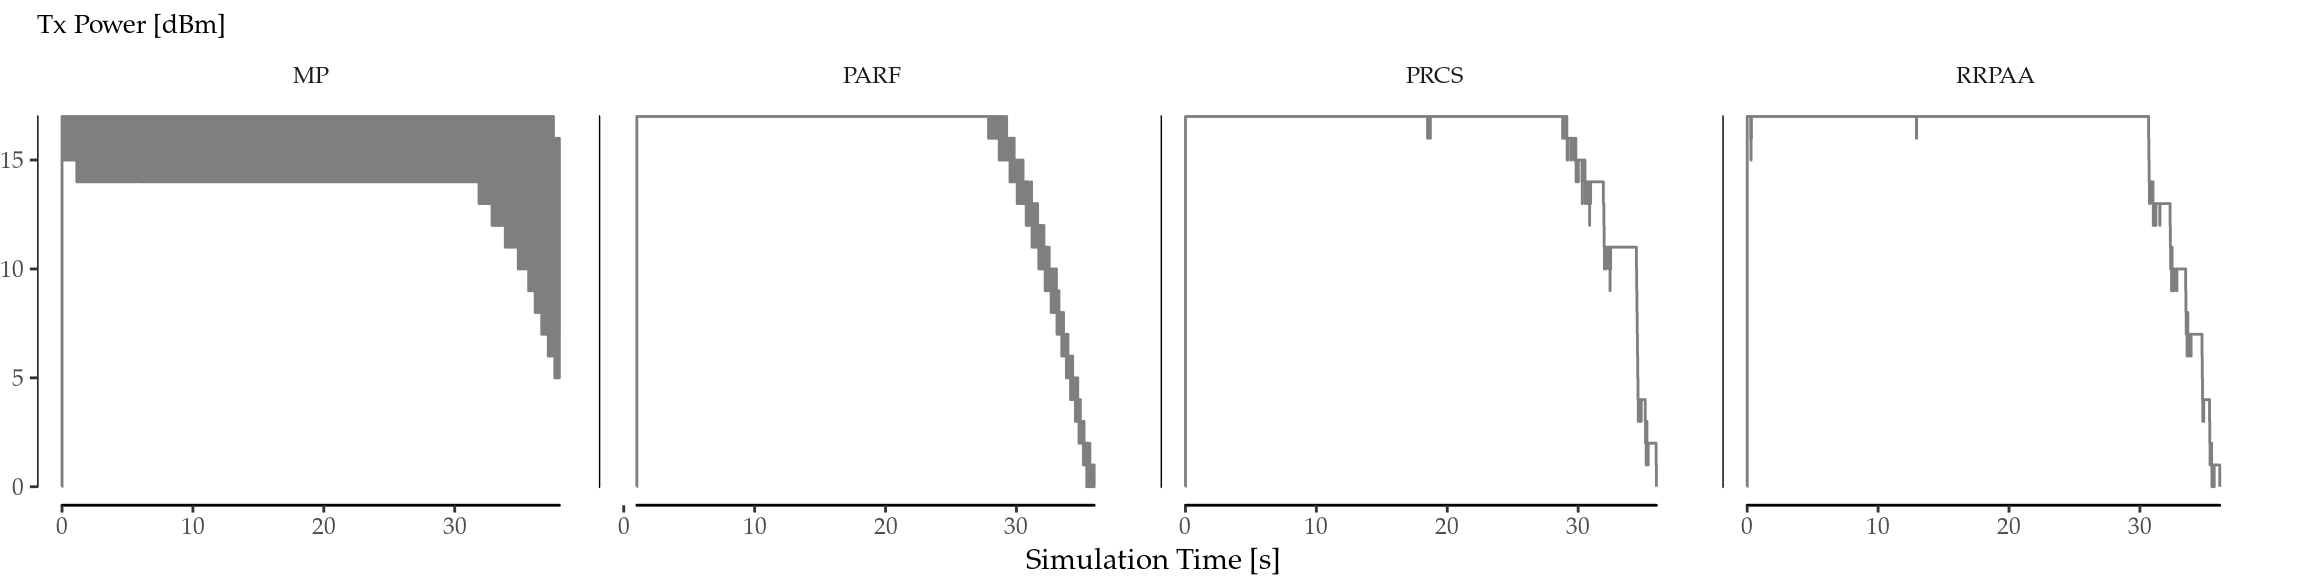 Tx Power [dBm]
MP PARF PRCS RRPAA
15
10
5
0
0 10 20 30 0 10 20 30 0 10 20 30 0 10 20 30
Simulation Time [s]